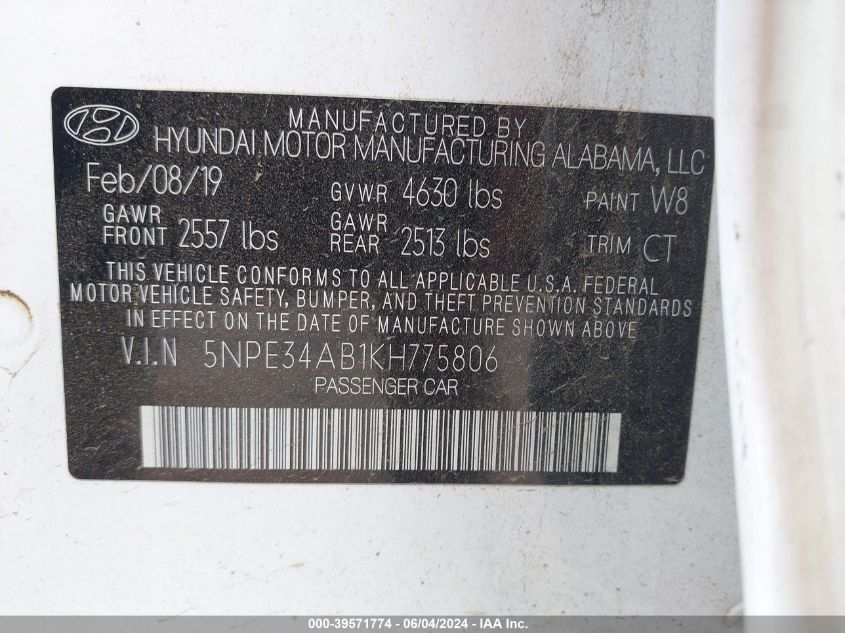 MANUFACTURED BY
HYUNDAI MOTOR MANUFACTURING ALABAMA, LLC
Feb/08/19 GVWR 4630 lbs PAINT W8
GAWR FRONT 2557 lbs GAWR REAR 2513 lbs TRIM CT
THIS VEHICLE CONFORMS TO ALL APPLICABLE U.S.A. FEDERAL
MOTOR VEHICLE SAFETY, BUMPER, AND THEFT PREVENTION STANDARDS
IN EFFECT ON THE DATE OF MANUFACTURE SHOWN ABOVE
V.I.N 5NPE34AB1KH775806
PASSENGER CAR
000-39571774 - 06/04/2024 - IAA Inc.